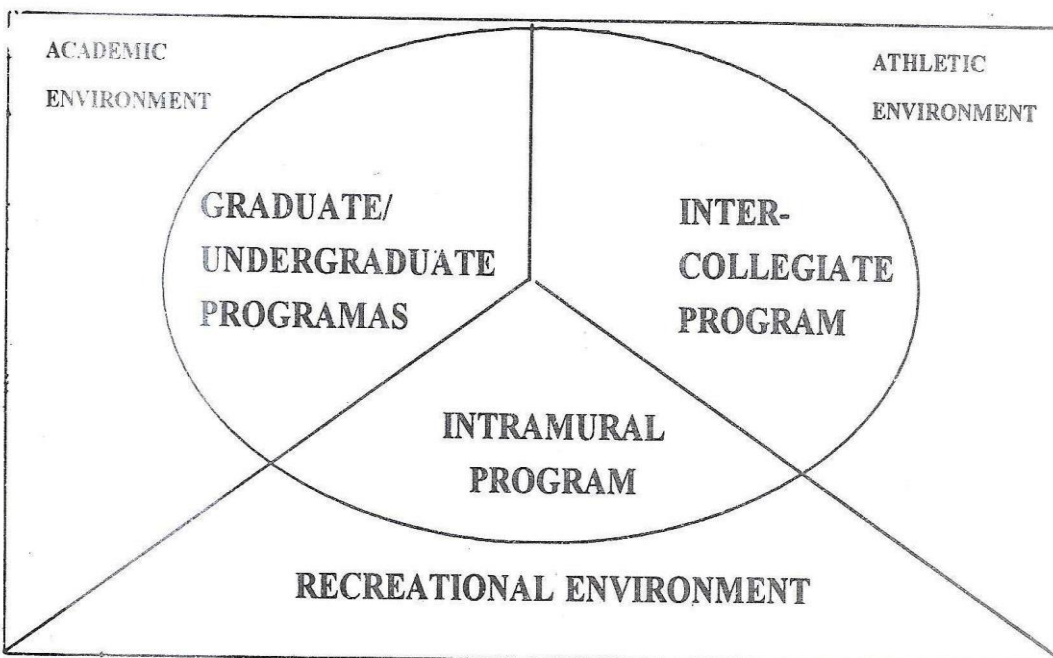 ACADEMIC
ENVIRONMENT
ATHLETIC
ENVIRONMENT
GRADUATE/
UNDERGRADUATE
PROGRAMAS
INTER-
COLLEGIATE
PROGRAM
INTRAMURAL
PROGRAM
RECREATIONAL ENVIRONMENT